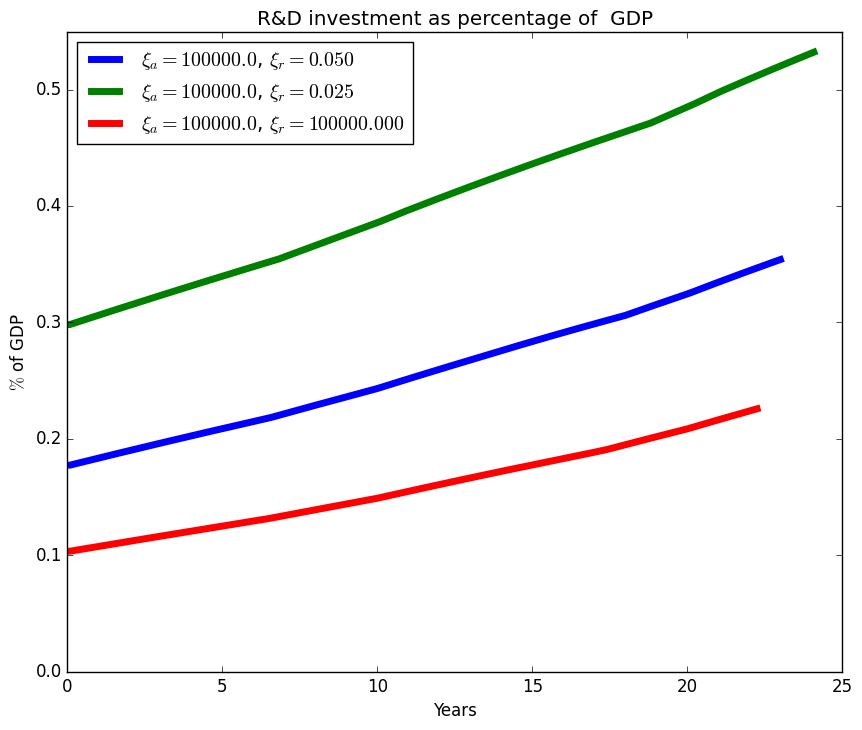 R&D investment as percentage of  GDP
ξₐ = 100000.0, ξᵣ = 0.050
ξₐ = 100000.0, ξᵣ = 0.025
ξₐ = 100000.0, ξᵣ = 100000.000
% of GDP
0.5
0.4
0.3
0.2
0.1
0.0
0 5 10 15 20 25
Years